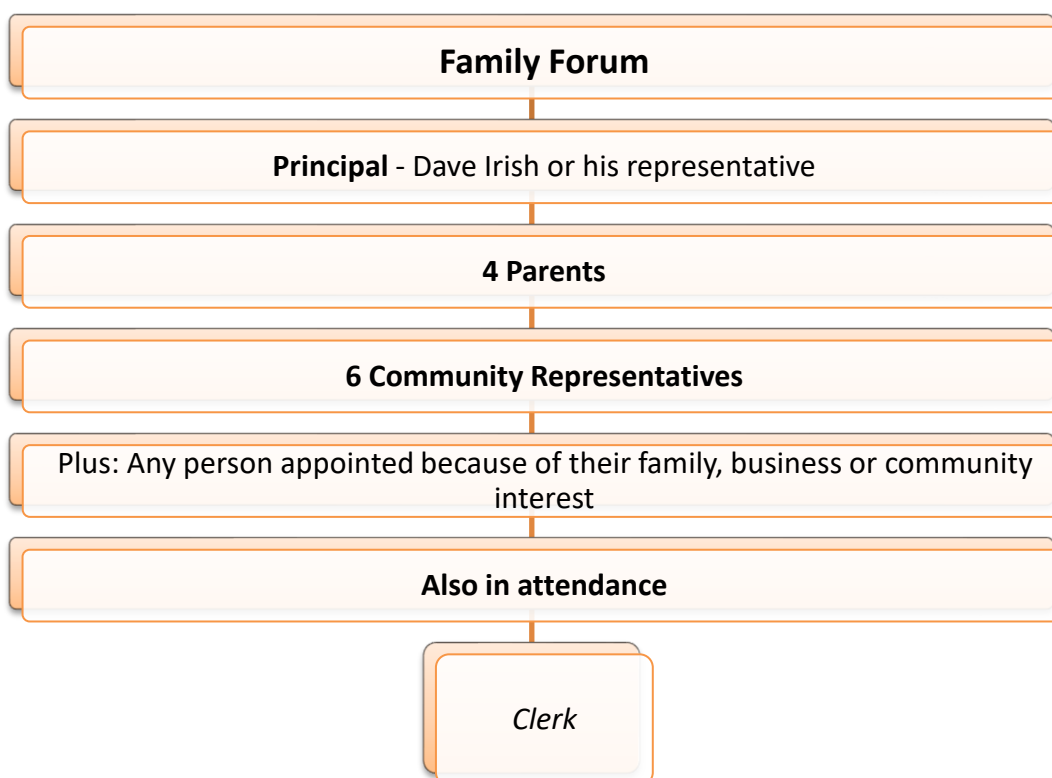 Family Forum
Principal - Dave Irish or his representative
4 Parents
6 Community Representatives
Plus: Any person appointed because of their family, business or community
interest
Also in attendance
Clerk